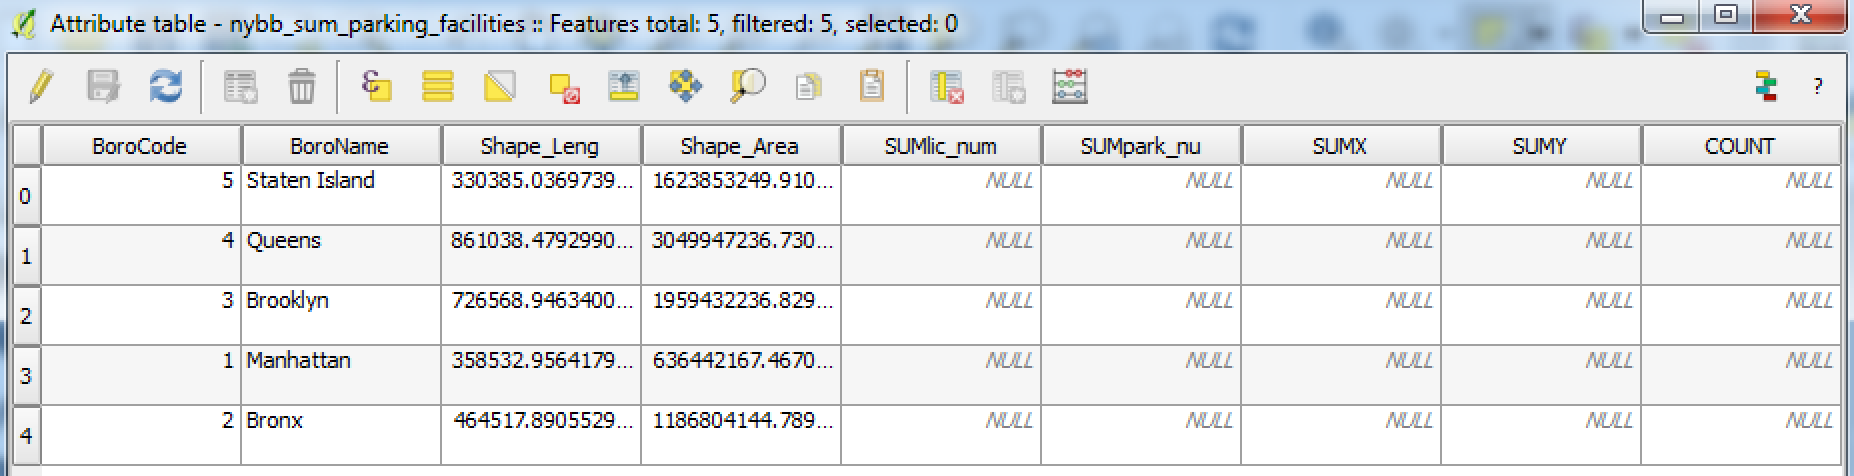 Attribute table - nybb_sum_parking_facilities :: Features total: 5, filtered: 5, selected: 0
ε ?
BoroCode BoroName Shape_Leng Shape_Area SUMlic_num SUMpark_nu SUMX SUMY COUNT
0 5 Staten Island 330385.0369739... 1623853249.910... NULL NULL NULL NULL NULL
1 4 Queens 861038.4792990... 3049947236.730... NULL NULL NULL NULL NULL
2 3 Brooklyn 726568.9463400... 1959432236.829... NULL NULL NULL NULL NULL
3 1 Manhattan 358532.9564179... 636442167.4670... NULL NULL NULL NULL NULL
4 2 Bronx 464517.8905529... 1186804144.789... NULL NULL NULL NULL NULL